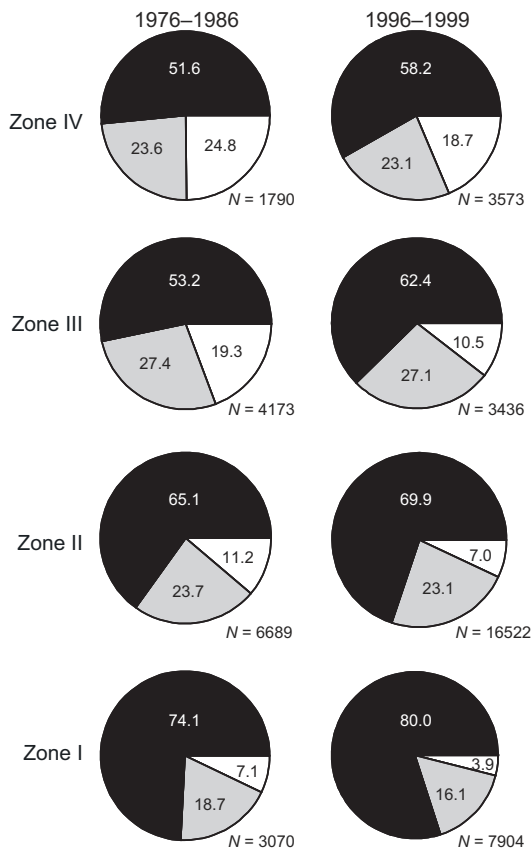 1976–1986 1996–1999
51.6 58.2
Zone IV
23.6 24.8 23.1 18.7
N = 1790 N = 3573
53.2 62.4
Zone III
27.4 19.3 27.1 10.5
N = 4173 N = 3436
65.1 69.9
Zone II
23.7 11.2 23.1 7.0
N = 6689 N = 16522
74.1 80.0
Zone I
18.7 7.1 16.1 3.9
N = 3070 N = 7904